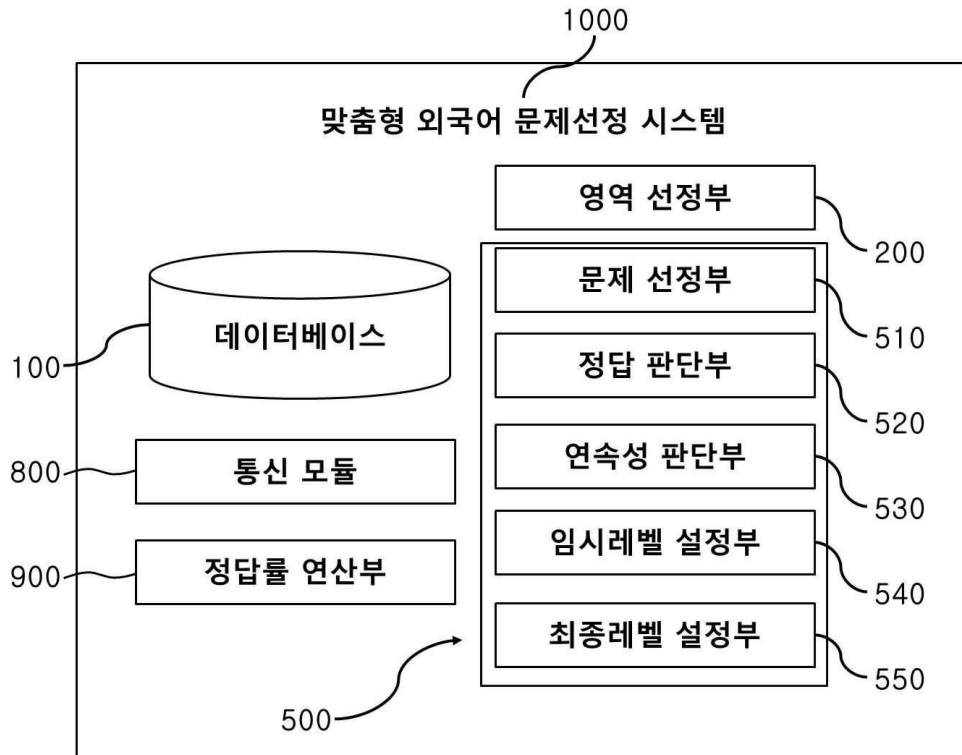 1000
맞춤형 외국어 문제선정 시스템
영역 선정부
200
문제 선정부
510
데이터베이스
100
정답 판단부
520
통신 모듈
800
연속성 판단부
530
정답률 연산부
900
임시레벨 설정부
540
최종레벨 설정부
550
500